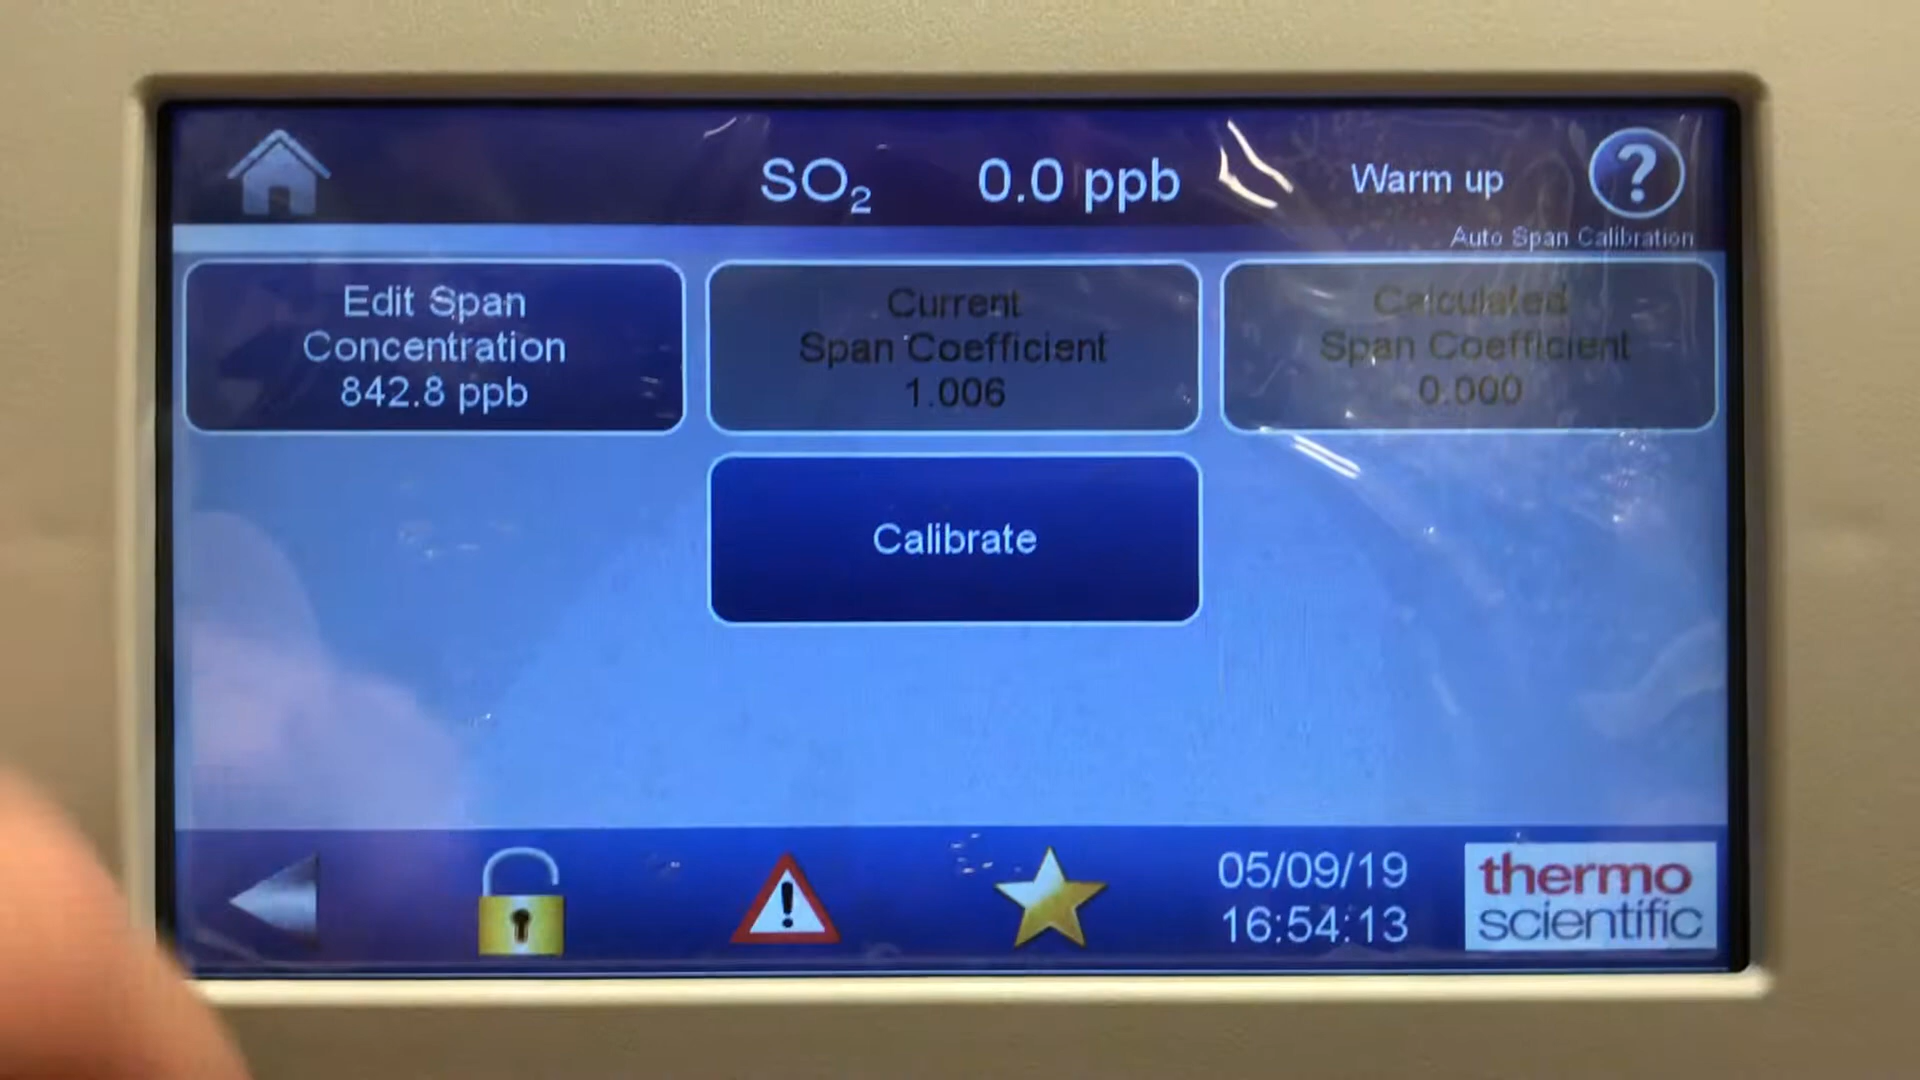 SO₂ 0.0 ppb Warm up
?
Auto Span Calibration
Edit Span
Concentration
842.8 ppb
Current
Span Coefficient
1.006
Calculated
Span Coefficient
0.000
Calibrate
!
05/09/19
16:54:13
thermo
scientific